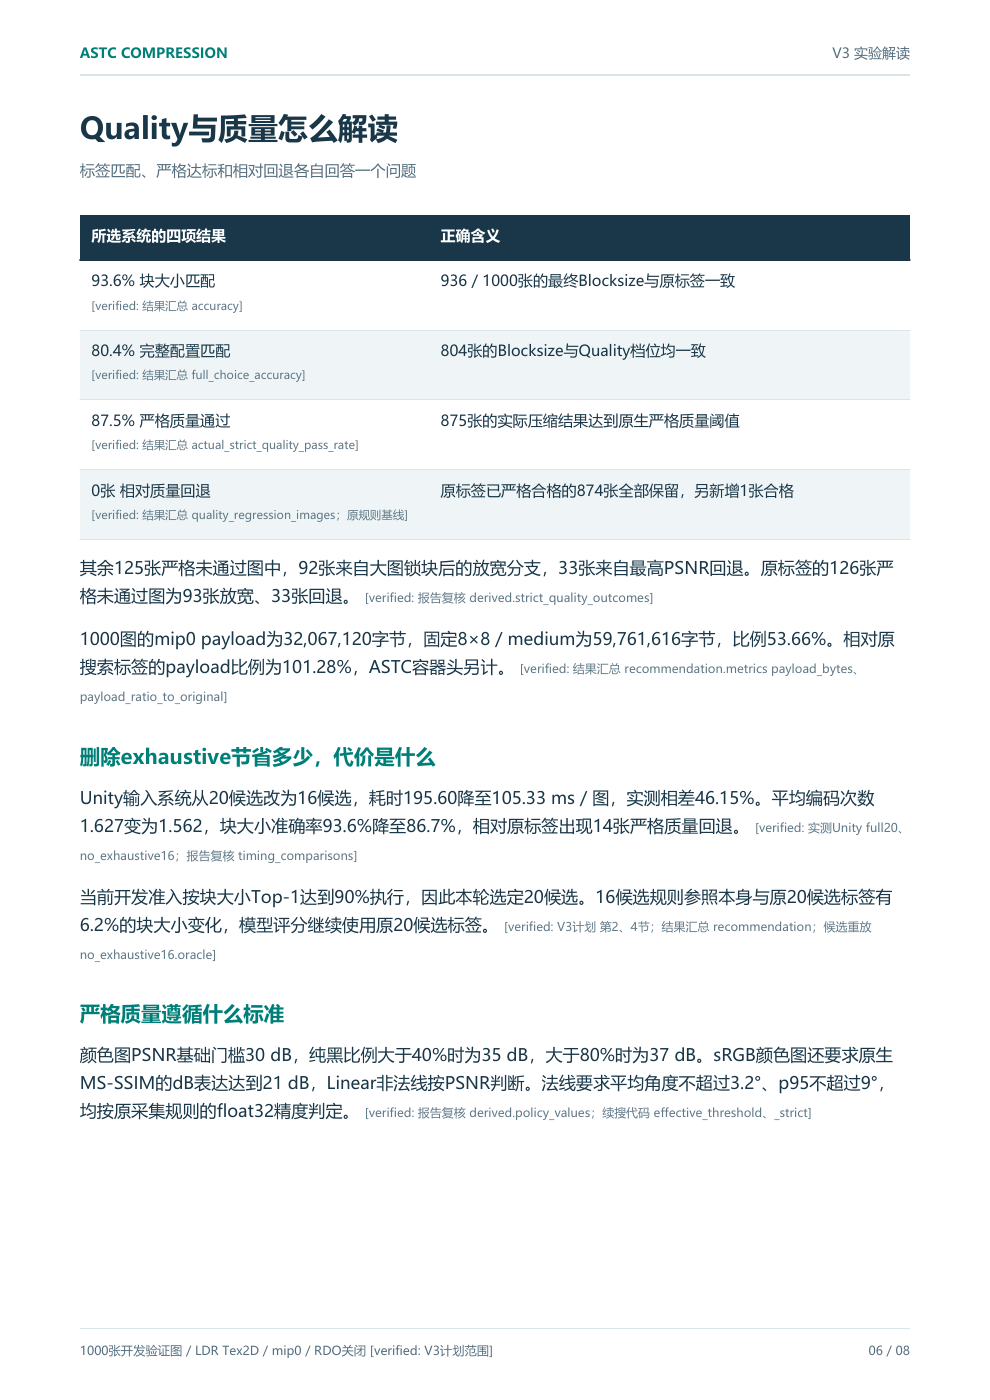 ASTC COMPRESSION
V3 实验解读
Quality与质量怎么解读
标签匹配、严格达标和相对回退各自回答一个问题
所选系统的四项结果
正确含义
93.6% 块大小匹配
[verified: 结果汇总 accuracy]
936 / 1000张的最终Blocksize与原标签一致
80.4% 完整配置匹配
[verified: 结果汇总 full_choice_accuracy]
804张的Blocksize与Quality档位均一致
87.5% 严格质量通过
[verified: 结果汇总 actual_strict_quality_pass_rate]
875张的实际压缩结果达到原生严格质量阈值
0张 相对质量回退
[verified: 结果汇总 quality_regression_images；原规则基线]
原标签已严格合格的874张全部保留，另新增1张合格
其余125张严格未通过图中，92张来自大图锁块后的放宽分支，33张来自最高PSNR回退。原标签的126张严
格未通过图为93张放宽、33张回退。 [verified: 报告复核 derived.strict_quality_outcomes]
1000图的mip0 payload为32,067,120字节，固定8×8 / medium为59,761,616字节，比例53.66%。相对原
搜索标签的payload比例为101.28%，ASTC容器头另计。 [verified: 结果汇总 recommendation.metrics payload_bytes、
payload_ratio_to_original]
删除exhaustive节省多少，代价是什么
Unity输入系统从20候选改为16候选，耗时195.60降至105.33 ms / 图，实测相差46.15%。平均编码次数
1.627变为1.562，块大小准确率93.6%降至86.7%，相对原标签出现14张严格质量回退。 [verified: 实测Unity full20、
no_exhaustive16；报告复核 timing_comparisons]
当前开发准入按块大小Top-1达到90%执行，因此本轮选定20候选。16候选规则参照本身与原20候选标签有
6.2%的块大小变化，模型评分继续使用原20候选标签。 [verified: V3计划 第2、4节；结果汇总 recommendation；候选重放
no_exhaustive16.oracle]
严格质量遵循什么标准
颜色图PSNR基础门槛30 dB，纯黑比例大于40%时为35 dB，大于80%时为37 dB。sRGB颜色图还要求原生
MS-SSIM的dB表达达到21 dB，Linear非法线按PSNR判断。法线要求平均角度不超过3.2°、p95不超过9°，
均按原采集规则的float32精度判定。 [verified: 报告复核 derived.policy_values；续搜代码 effective_threshold、_strict]
1000张开发验证图 / LDR Tex2D / mip0 / RDO关闭 [verified: V3计划范围]
06 / 08